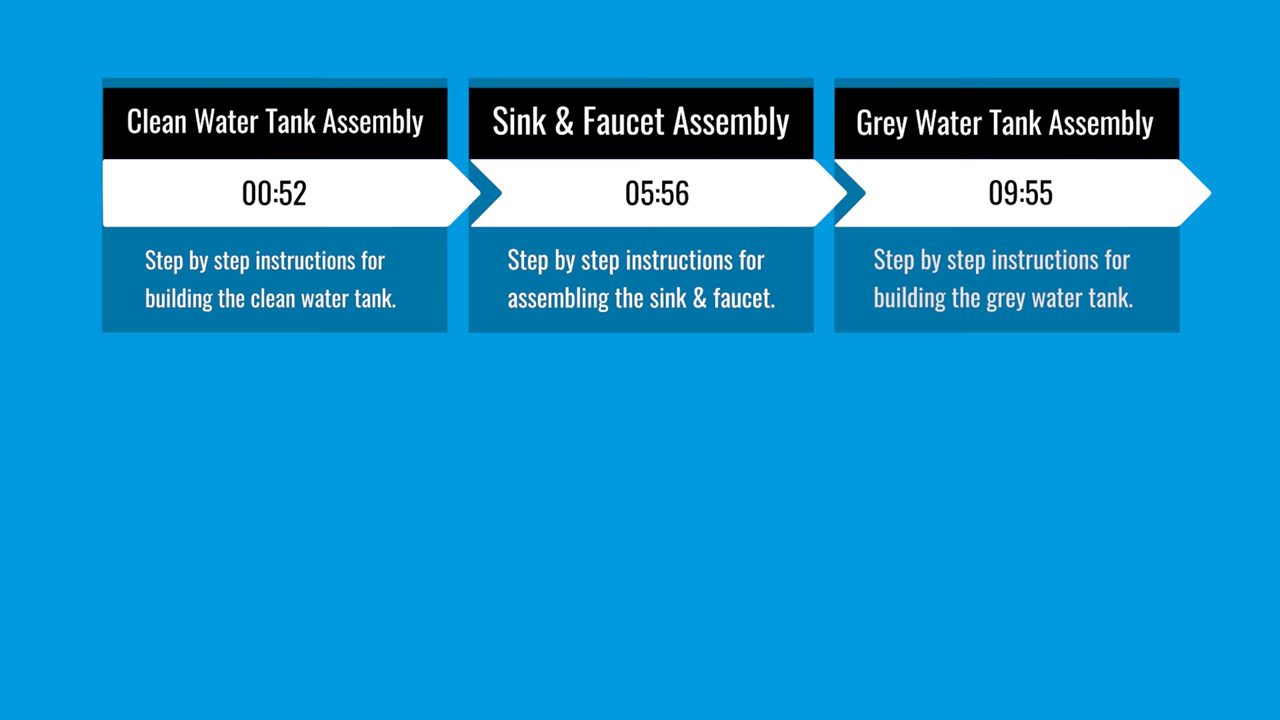 Clean Water Tank Assembly
00:52
Step by step instructions for
building the clean water tank.
Sink & Faucet Assembly
05:56
Step by step instructions for
assembling the sink & faucet.
Grey Water Tank Assembly
09:55
Step by step instructions for
building the grey water tank.